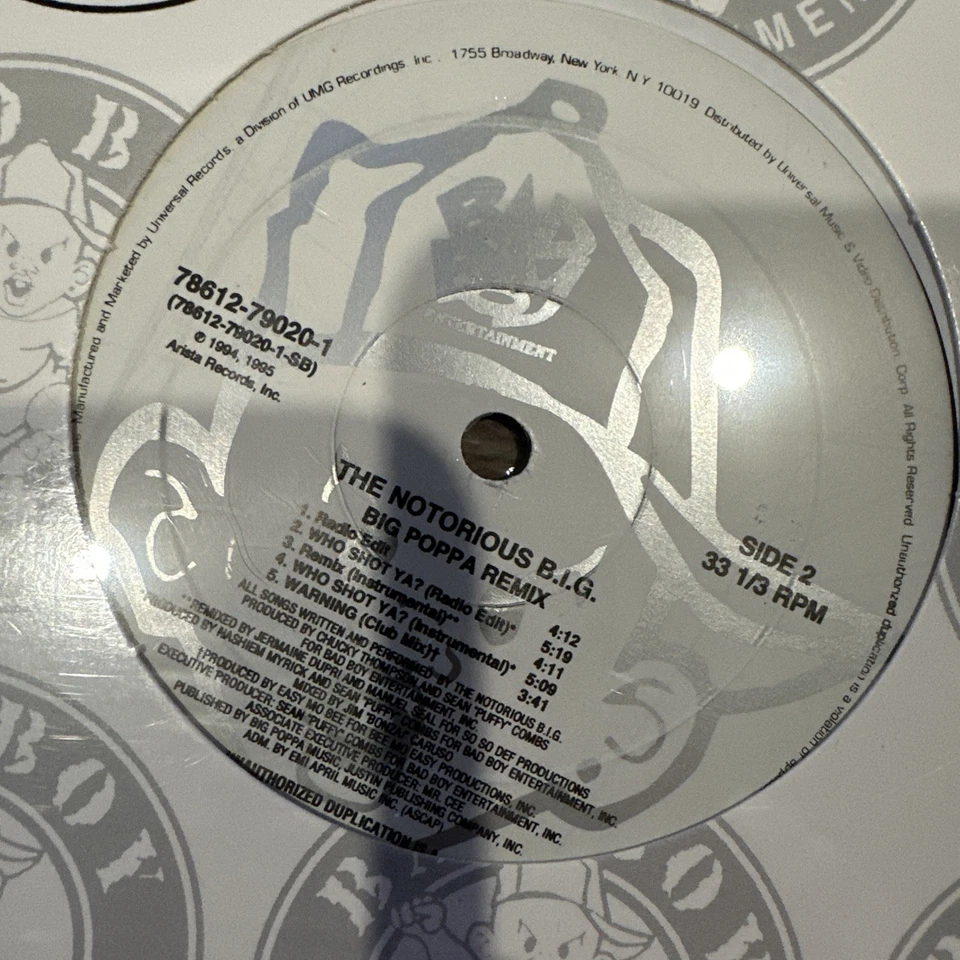 Manufactured and Marketed by Universal Records, a Division of UMG Recordings, Inc., 1755 Broadway, New York, N Y 10019 Distributed by Universal Music & Video Distribution Corp All Rights Reserved Unauthorized duplication is a violation of
BAD BOY
ENTERTAINMENT
78612-79020-1
(78612-79020-1-SB)
℗ 1994, 1995
Arista Records, Inc.
SIDE 2
33 1/3 RPM
THE NOTORIOUS B.I.G.
BIG POPPA REMIX
1. Radio Edit 4:12
2. WHO SHOT YA? (Radio Edit)* 5:19
3. Remix (Instrumental)** 4:11
4. WHO SHOT YA? (Instrumental)* 5:09
5. WARNING (Club Mix)† 3:41
ALL SONGS WRITTEN AND PERFORMED BY THE NOTORIOUS B.I.G.
PRODUCED BY CHUCKY THOMPSON AND SEAN "PUFFY" COMBS
FOR BAD BOY ENTERTAINMENT, INC.
**REMIXED BY JERMAINE DUPRI AND MANUEL SEAL FOR SO SO DEF PRODUCTIONS
PRODUCED BY NASHIEM MYRICK AND SEAN "PUFFY" COMBS FOR BAD BOY ENTERTAINMENT, INC.
MIXED BY JIM "BONZAI" CARUSO
†PRODUCED BY EASY MO BEE FOR BEE MO EASY PRODUCTIONS, INC.
EXECUTIVE PRODUCER: SEAN "PUFFY" COMBS FOR BAD BOY ENTERTAINMENT, INC.
ASSOCIATE EXECUTIVE PRODUCER: MR. CEE
PUBLISHED BY BIG POPPA MUSIC, JUSTIN PUBLISHING COMPANY, INC.
ADM. BY EMI APRIL MUSIC INC. (ASCAP)
UNAUTHORIZED DUPLICATION